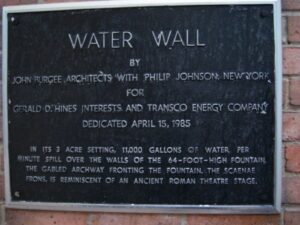 WATER WALL
BY
JOHN BURGEE ARCHITECTS WITH PHILIP JOHNSON, NEW YORK
FOR
GERALD D. HINES INTERESTS AND TRANSCO ENERGY COMPANY
DEDICATED APRIL 15, 1985
IN ITS 3 ACRE SETTING, 11,000 GALLONS OF WATER PER
MINUTE SPILL OVER THE WALLS OF THE 64-FOOT-HIGH FOUNTAIN.
THE GABLED ARCHWAY FRONTING THE FOUNTAIN, THE SCAENAE
FRONS, IS REMINISCENT OF AN ANCIENT ROMAN THEATRE STAGE.